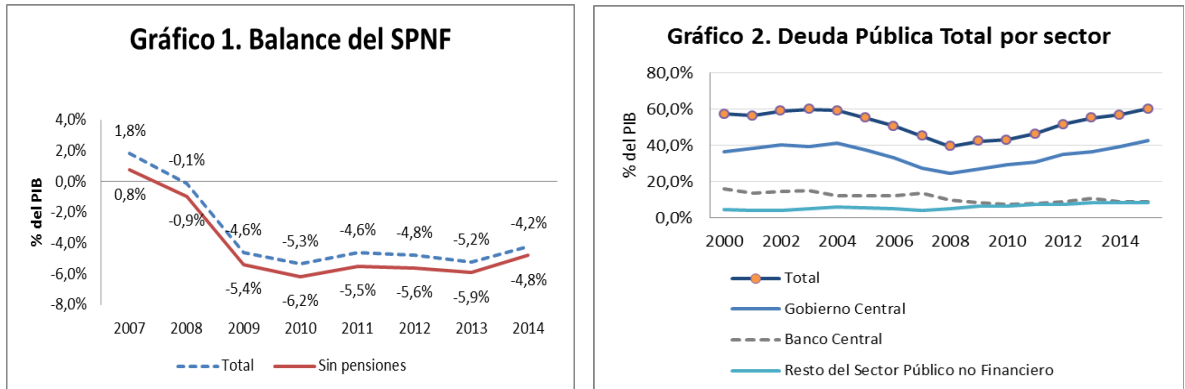 Gráfico 1. Balance del SPNF
% del PIB
4,0%
2,0%
0,0%
-2,0%
-4,0%
-6,0%
-8,0%
1,8%
-0,1%
-4,6%
-5,3%
-4,6%
-4,8%
-5,2%
-4,2%
0,8%
-0,9%
-5,4%
-6,2%
-5,5%
-5,6%
-5,9%
-4,8%
2007 2008 2009 2010 2011 2012 2013 2014
Total Sin pensiones
Gráfico 2. Deuda Pública Total por sector
% del PIB
80,0%
60,0%
40,0%
20,0%
0,0%
2000 2002 2004 2006 2008 2010 2012 2014
Total
Gobierno Central
Banco Central
Resto del Sector Público no Financiero